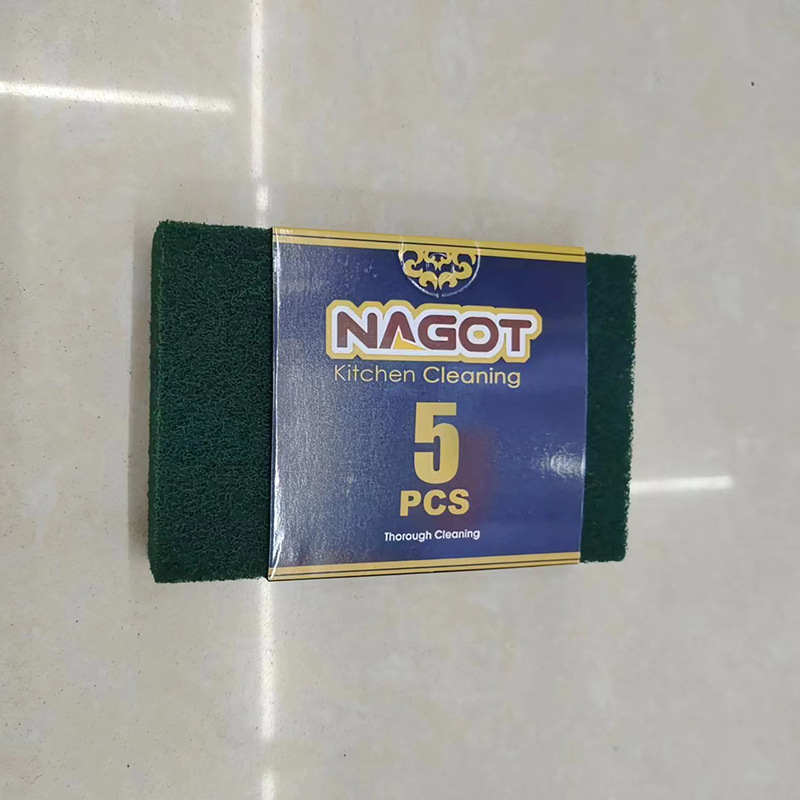 NAGOT
Kitchen Cleaning
5
PCS
Thorough Cleaning